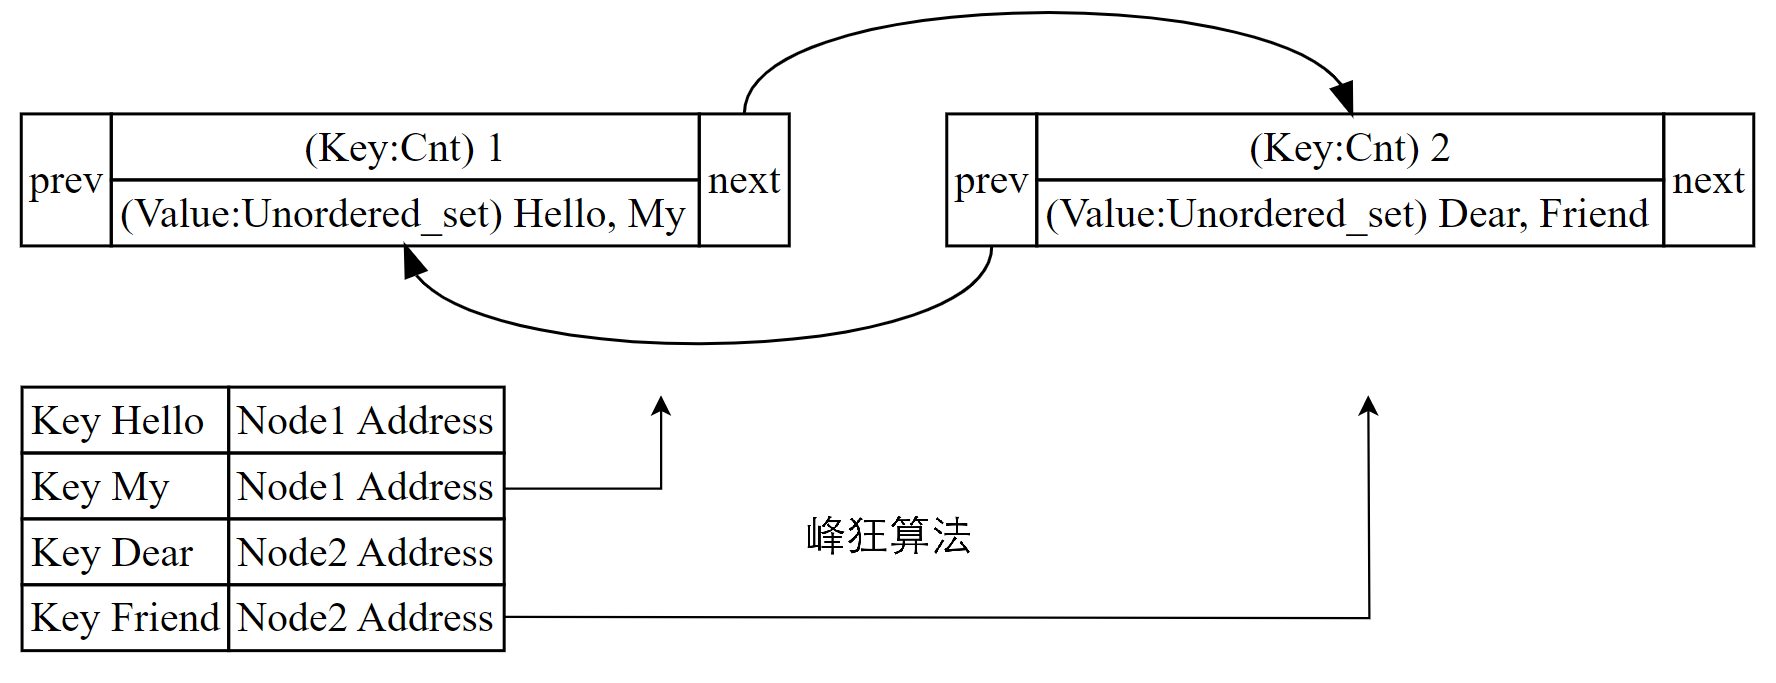 (Key:Cnt) 1
prev
next
(Value:Unordered_set) Hello, My
(Key:Cnt) 2
prev
next
(Value:Unordered_set) Dear, Friend
Key Hello Node1 Address
Key My Node1 Address
Key Dear Node2 Address
Key Friend Node2 Address
峰狂算法